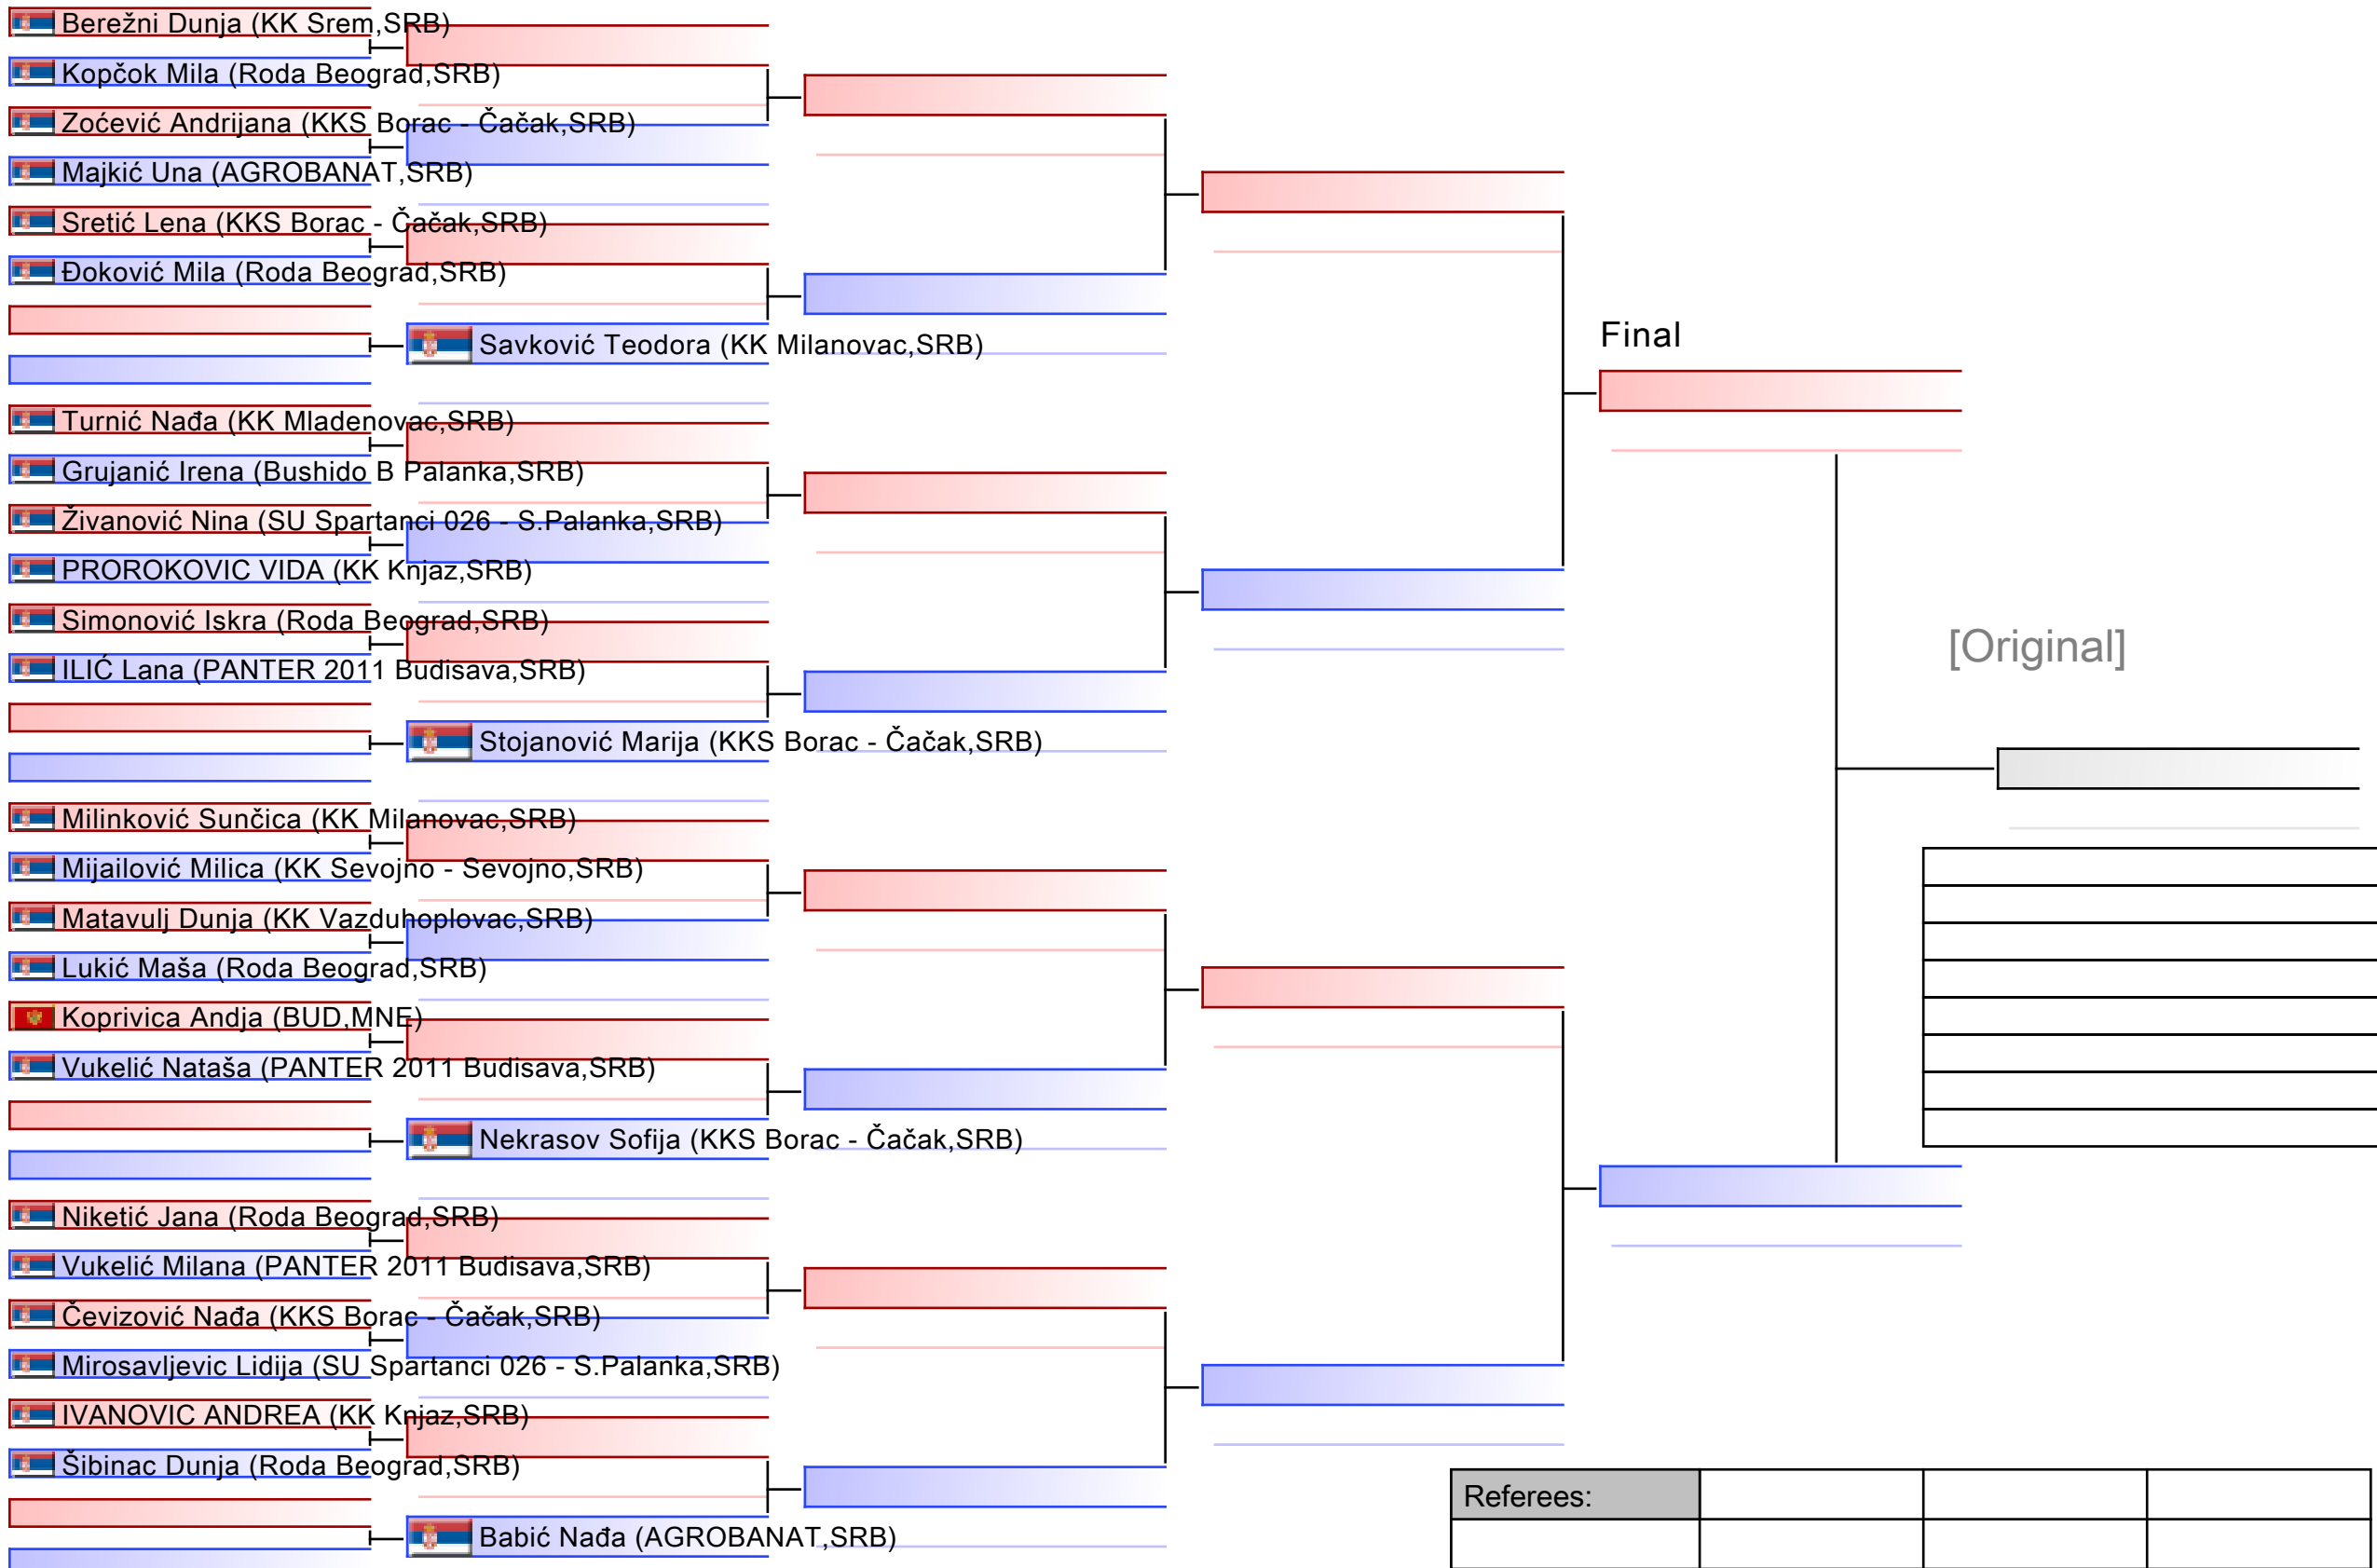 Berežni Dunja (KK Srem,SRB)
Kopčok Mila (Roda Beograd,SRB)
Zoćević Andrijana (KKS Borac - Čačak,SRB)
Majkić Una (AGROBANAT,SRB)
Sretić Lena (KKS Borac - Čačak,SRB)
Đoković Mila (Roda Beograd,SRB)
Savković Teodora (KK Milanovac,SRB)
Turnić Nađa (KK Mladenovac,SRB)
Grujanić Irena (Bushido B Palanka,SRB)
Živanović Nina (SU Spartanci 026 - S.Palanka,SRB)
PROROKOVIC VIDA (KK Knjaz,SRB)
Simonović Iskra (Roda Beograd,SRB)
ILIĆ Lana (PANTER 2011 Budisava,SRB)
Stojanović Marija (KKS Borac - Čačak,SRB)
Milinković Sunčica (KK Milanovac,SRB)
Mijailović Milica (KK Sevojno - Sevojno,SRB)
Matavulj Dunja (KK Vazduhoplovac,SRB)
Lukić Maša (Roda Beograd,SRB)
Koprivica Andja (BUD,MNE)
Vukelić Nataša (PANTER 2011 Budisava,SRB)
Nekrasov Sofija (KKS Borac - Čačak,SRB)
Niketić Jana (Roda Beograd,SRB)
Vukelić Milana (PANTER 2011 Budisava,SRB)
Čevizović Nađa (KKS Borac - Čačak,SRB)
Mirosavljevic Lidija (SU Spartanci 026 - S.Palanka,SRB)
IVANOVIC ANDREA (KK Knjaz,SRB)
Šibinac Dunja (Roda Beograd,SRB)
Babić Nađa (AGROBANAT,SRB)
Final
[Original]
Referees: